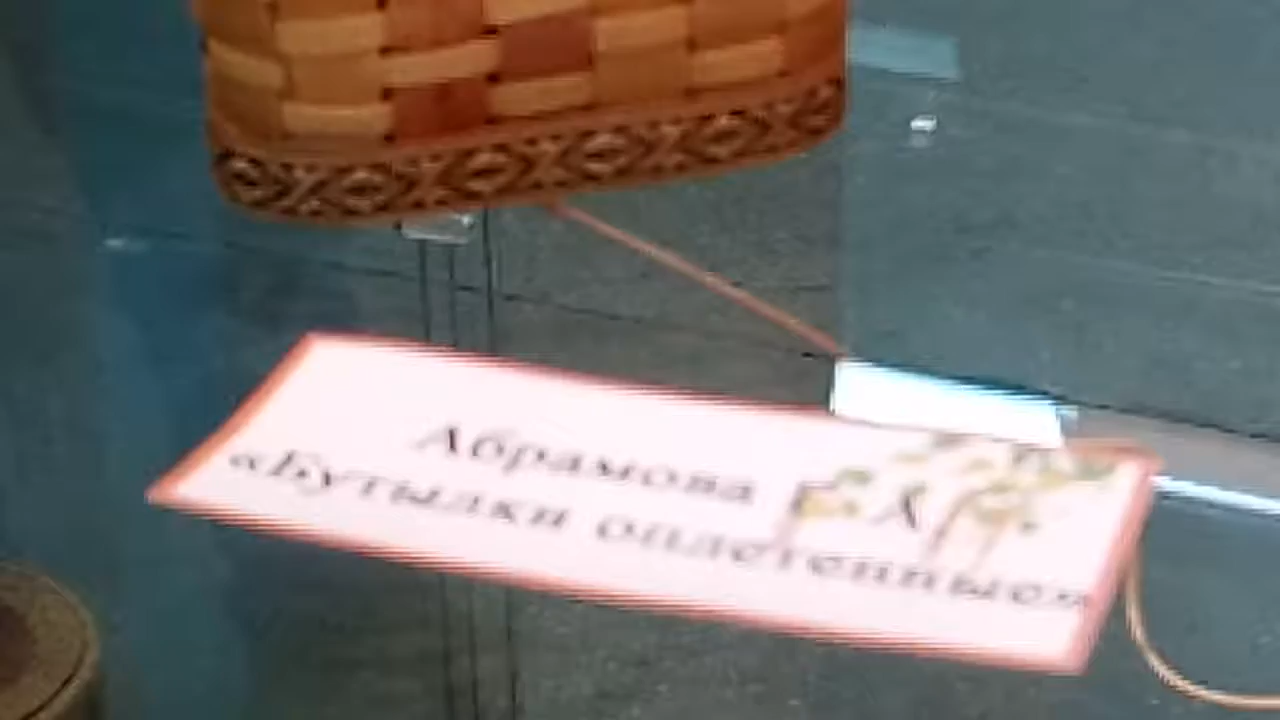 Абрамова
«Бутылки оплетенные»